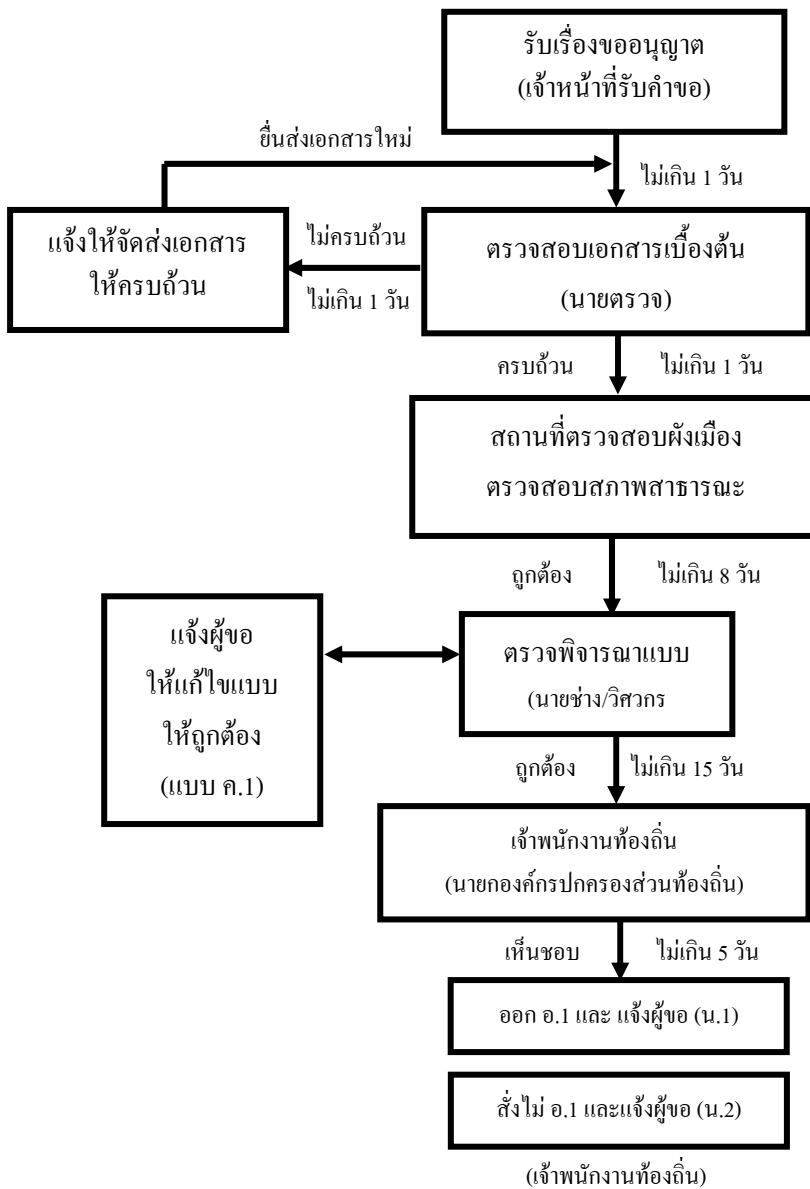 รับเรื่องขออนุญาต
(เจ้าหน้าที่รับคำขอ)
ยื่นส่งเอกสารใหม่
ไม่เกิน 1 วัน
แจ้งให้จัดส่งเอกสาร
ให้ครบถ้วน
ไม่ครบถ้วน
ไม่เกิน 1 วัน
ตรวจสอบเอกสารเบื้องต้น
(นายตรวจ)
ครบถ้วน
ไม่เกิน 1 วัน
สถานที่ตรวจสอบผังเมือง
ตรวจสอบสภาพสาธารณะ
ถูกต้อง
ไม่เกิน 8 วัน
แจ้งผู้ขอ
ให้แก้ไขแบบ
ให้ถูกต้อง
(แบบ ค.1)
ตรวจพิจารณาแบบ
(นายช่าง/วิศวกร
ถูกต้อง
ไม่เกิน 15 วัน
เจ้าพนักงานท้องถิ่น
(นายกองค์กรปกครองส่วนท้องถิ่น)
เห็นชอบ
ไม่เกิน 5 วัน
ออก อ.1 และ แจ้งผู้ขอ (น.1)
สั่งไม่ อ.1 และแจ้งผู้ขอ (น.2)
(เจ้าพนักงานท้องถิ่น)